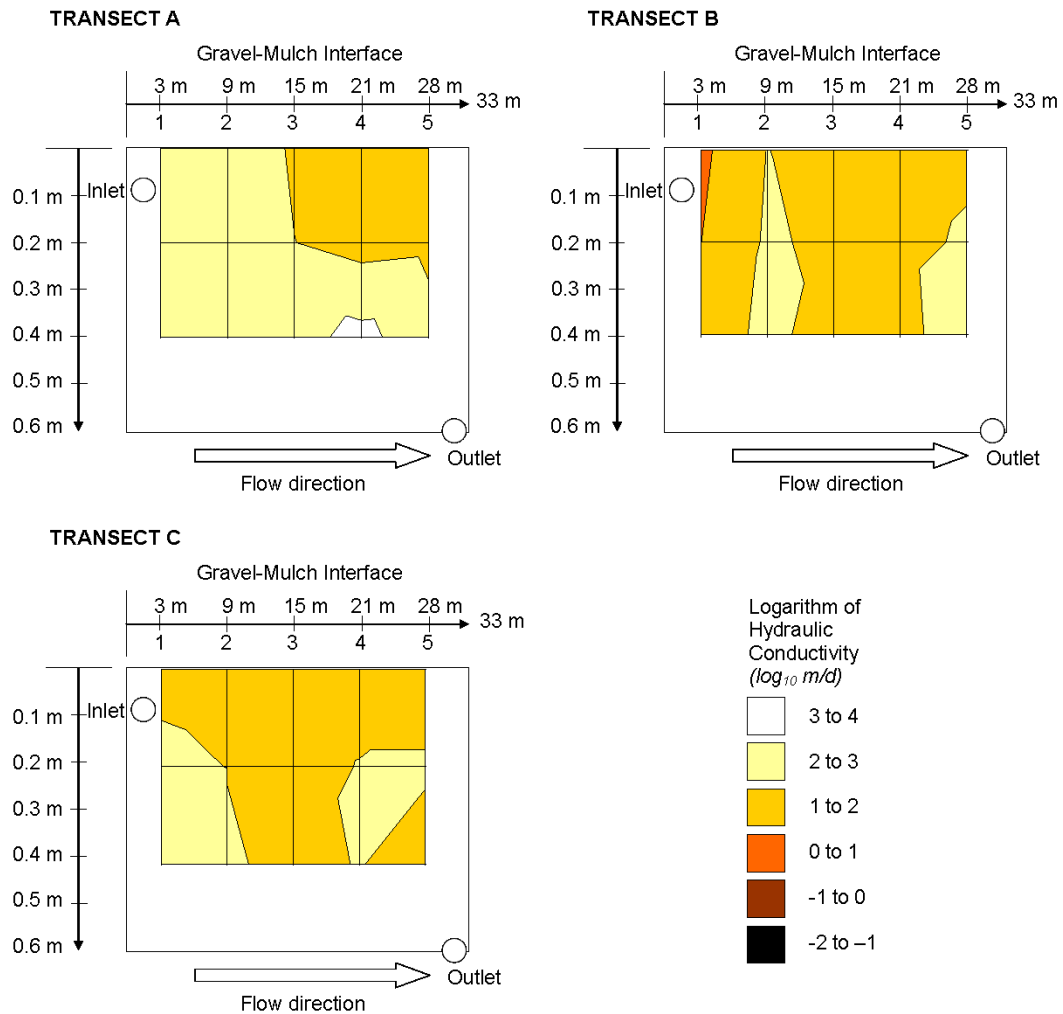 TRANSECT A
Gravel-Mulch Interface
3 m 9 m 15 m 21 m 28 m
33 m
1 2 3 4 5
Inlet
0.1 m
0.2 m
0.3 m
0.4 m
0.5 m
0.6 m
Outlet
Flow direction
TRANSECT B
Gravel-Mulch Interface
3 m 9 m 15 m 21 m 28 m
33 m
1 2 3 4 5
Inlet
0.1 m
0.2 m
0.3 m
0.4 m
0.5 m
0.6 m
Outlet
Flow direction
TRANSECT C
Gravel-Mulch Interface
3 m 9 m 15 m 21 m 28 m
33 m
1 2 3 4 5
Inlet
0.1 m
0.2 m
0.3 m
0.4 m
0.5 m
0.6 m
Outlet
Flow direction
Logarithm of
Hydraulic
Conductivity
(log₁₀ m/d)
3 to 4
2 to 3
1 to 2
0 to 1
-1 to 0
-2 to –1